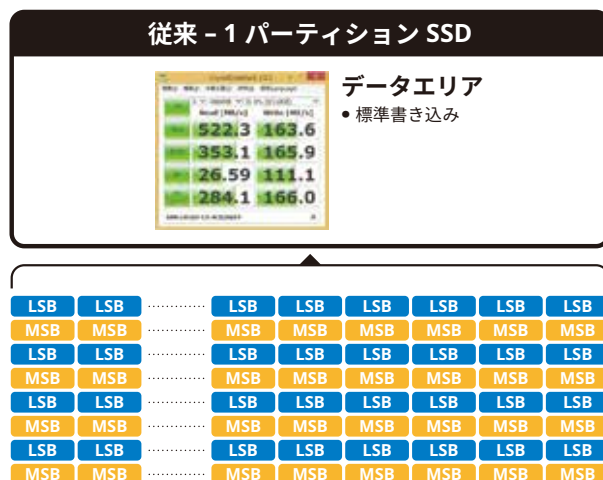 従来 – 1 パーティション SSD
データエリア
• 標準書き込み
Read [MB/s] Write [MB/s]
522.3 163.6
353.1 165.9
26.59 111.1
284.1 166.0
LSB LSB LSB LSB LSB LSB LSB LSB
MSB MSB MSB MSB MSB MSB MSB MSB
LSB LSB LSB LSB LSB LSB LSB LSB
MSB MSB MSB MSB MSB MSB MSB MSB
LSB LSB LSB LSB LSB LSB LSB LSB
MSB MSB MSB MSB MSB MSB MSB MSB
LSB LSB LSB LSB LSB LSB LSB LSB
MSB MSB MSB MSB MSB MSB MSB MSB